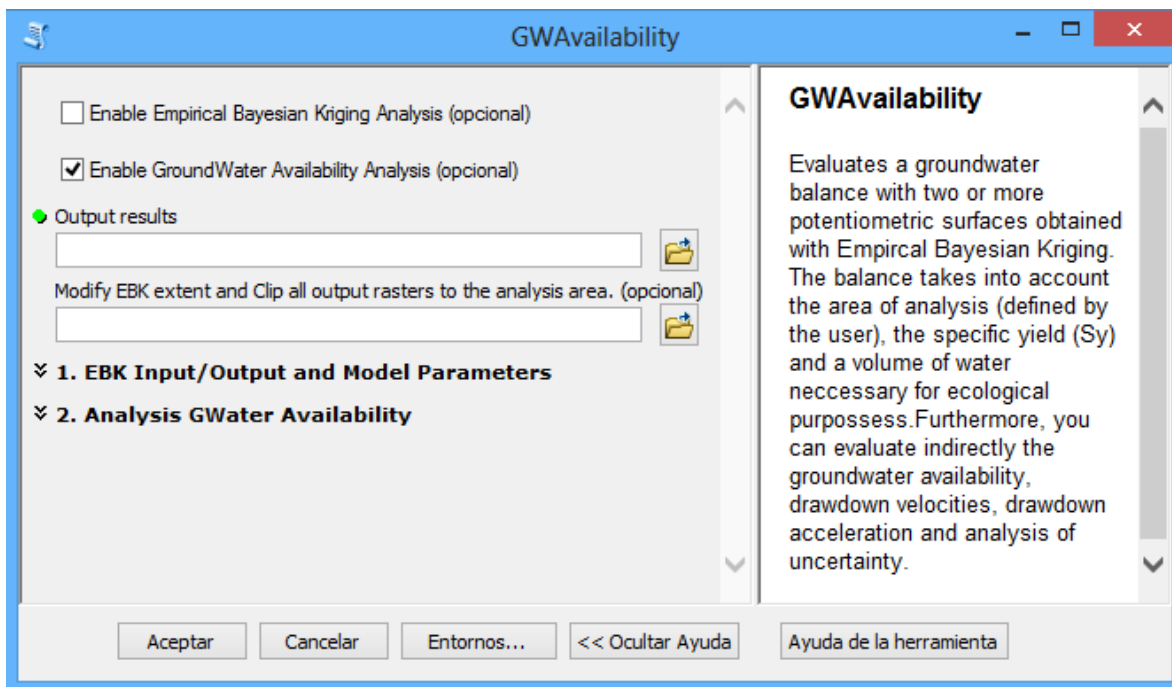 GWAvailability
Enable Empirical Bayesian Kriging Analysis (opcional)
Enable GroundWater Availability Analysis (opcional)
Output results
Modify EBK extent and Clip all output rasters to the analysis area. (opcional)
1. EBK Input/Output and Model Parameters
2. Analysis GWater Availability
GWAvailability
Evaluates a groundwater
balance with two or more
potentiometric surfaces obtained
with Empircal Bayesian Kriging.
The balance takes into account
the area of analysis (defined by
the user), the specific yield (Sy)
and a volume of water
neccessary for ecological
purpossess.Furthermore, you
can evaluate indirectly the
groundwater availability,
drawdown velocities, drawdown
acceleration and analysis of
uncertainty.
Aceptar
Cancelar
Entornos...
<< Ocultar Ayuda
Ayuda de la herramienta